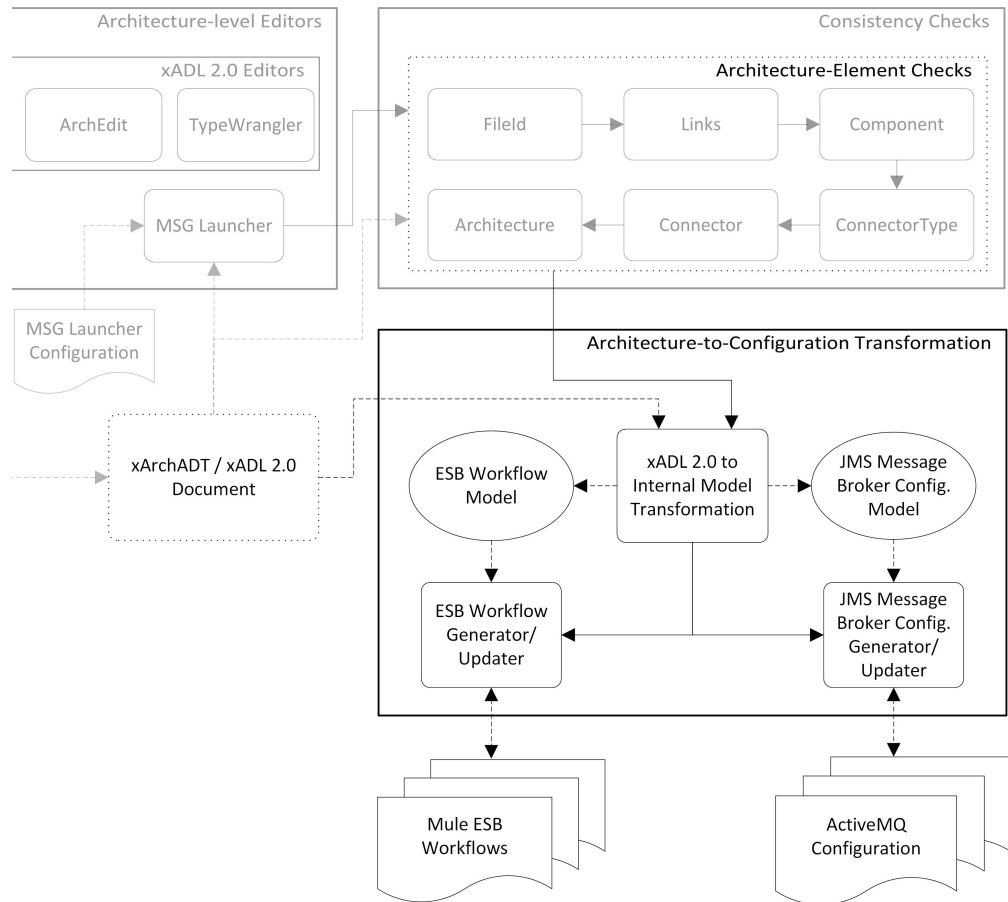 Architecture-level Editors
xADL 2.0 Editors
ArchEdit
TypeWrangler
MSG Launcher
MSG Launcher
Configuration
Consistency Checks
Architecture-Element Checks
FileId
Links
Component
Architecture
Connector
ConnectorType
xArchADT / xADL 2.0
Document
Architecture-to-Configuration Transformation
ESB Workflow
Model
xADL 2.0 to
Internal Model
Transformation
JMS Message
Broker Config.
Model
ESB Workflow
Generator/
Updater
JMS Message
Broker Config.
Generator/
Updater
Mule ESB
Workflows
ActiveMQ
Configuration